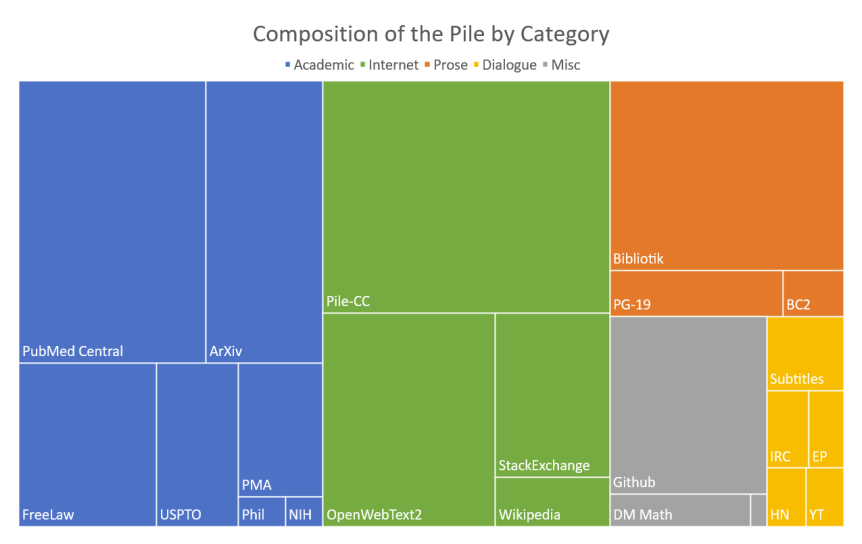 Composition of the Pile by Category
Academic Internet Prose Dialogue Misc
PubMed Central
ArXiv
FreeLaw
USPTO
PMA
Phil
NIH
Pile-CC
OpenWebText2
StackExchange
Wikipedia
Bibliotik
PG-19
BC2
Github
DM Math
Subtitles
IRC
EP
HN
YT